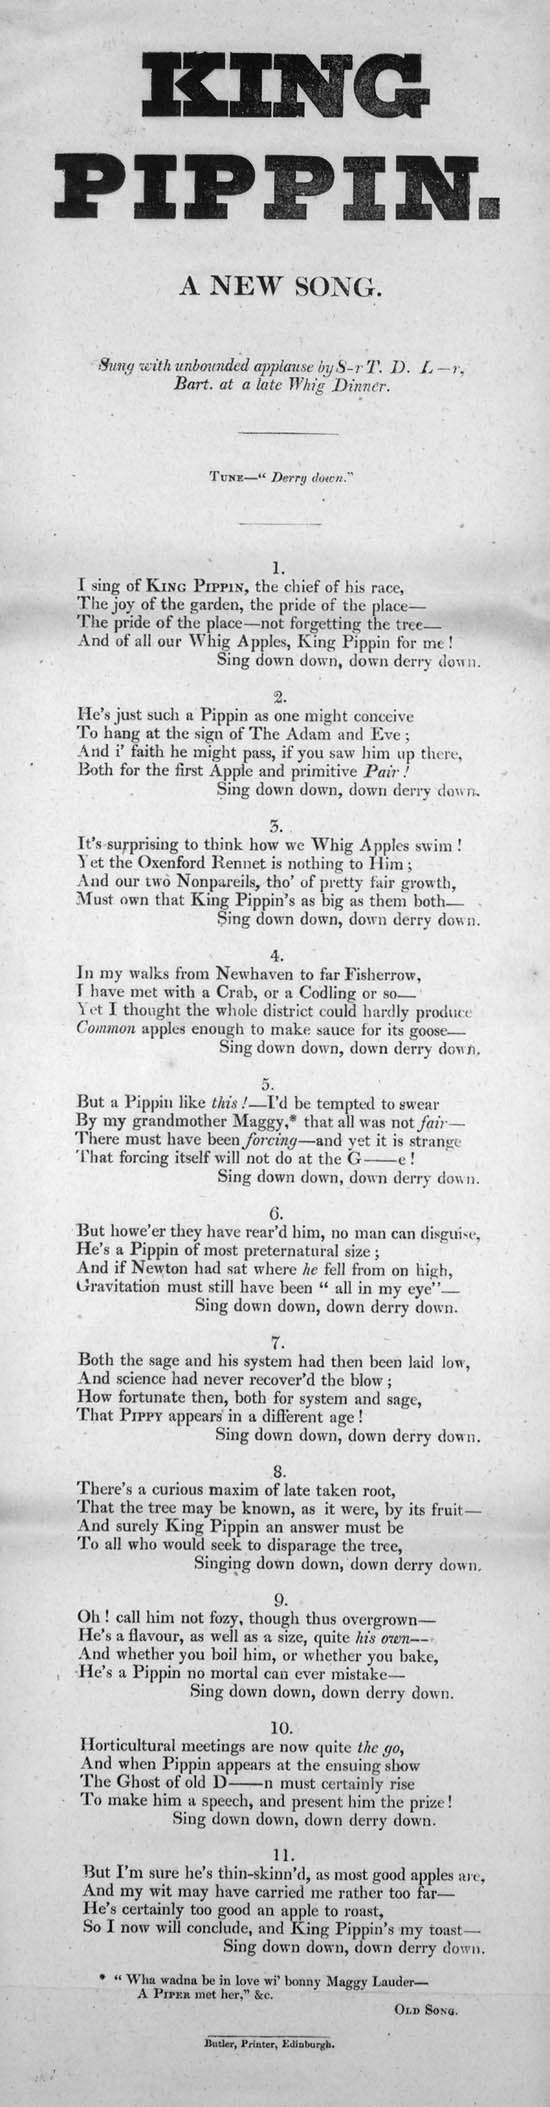 KING
PIPPIN.
A NEW SONG.
Sung with unbounded applause by S-r T. D. L—r,
Bart. at a late Whig Dinner.
TUNE—“ Derry down.”
1.
I sing of KING PIPPIN, the chief of his race,
The joy of the garden, the pride of the place—
The pride of the place—not forgetting the tree—
And of all our Whig Apples, King Pippin for me !
Sing down down, down derry down.
2.
He's just such a Pippin as one might conceive
To hang at the sign of The Adam and Eve ;
And i' faith he might pass, if you saw him up there,
Both for the first Apple and primitive Pair !
Sing down down, down derry down.
3.
It's surprising to think how we Whig Apples swim !
Yet the Oxenford Rennet is nothing to Him ;
And our two Nonpareils, tho' of pretty fair growth,
Must own that King Pippin's as big as them both—
Sing down down, down derry down.
4.
In my walks from Newhaven to far Fisherrow,
I have met with a Crab, or a Codling or so—
Yet I thought the whole district could hardly produce
Common apples enough to make sauce for its goose—
Sing down down, down derry down.
5.
But a Pippin like this !—I'd be tempted to swear
By my grandmother Maggy,* that all was not fair—
There must have been forcing—and yet it is strange
That forcing itself will not do at the G——e !
Sing down down, down derry down.
6.
But howe'er they have rear'd him, no man can disguise,
He's a Pippin of most preternatural size ;
And if Newton had sat where he fell from on high,
Gravitation must still have been “ all in my eye”—
Sing down down, down derry down.
7.
Both the sage and his system had then been laid low,
And science had never recover'd the blow ;
How fortunate then, both for system and sage,
That PIPPY appears in a different age !
Sing down down, down derry down.
8.
There's a curious maxim of late taken root,
That the tree may be known, as it were, by its fruit—
And surely King Pippin an answer must be
To all who would seek to disparage the tree,
Singing down down, down derry down.
9.
Oh ! call him not fozy, though thus overgrown—
He's a flavour, as well as a size, quite his own—
And whether you boil him, or whether you bake,
He's a Pippin no mortal can ever mistake—
Sing down down, down derry down.
10.
Horticultural meetings are now quite the go,
And when Pippin appears at the ensuing show
The Ghost of old D——n must certainly rise
To make him a speech, and present him the prize !
Sing down down, down derry down.
11.
But I'm sure he's thin-skinn'd, as most good apples are,
And my wit may have carried me rather too far—
He's certainly too good an apple to roast,
So I now will conclude, and King Pippin's my toast—
Sing down down, down derry down.
* “ Wha wadna be in love wi' bonny Maggy Lauder—
A PIPER met her,” &c.
OLD SONG.
Butler, Printer, Edinburgh.